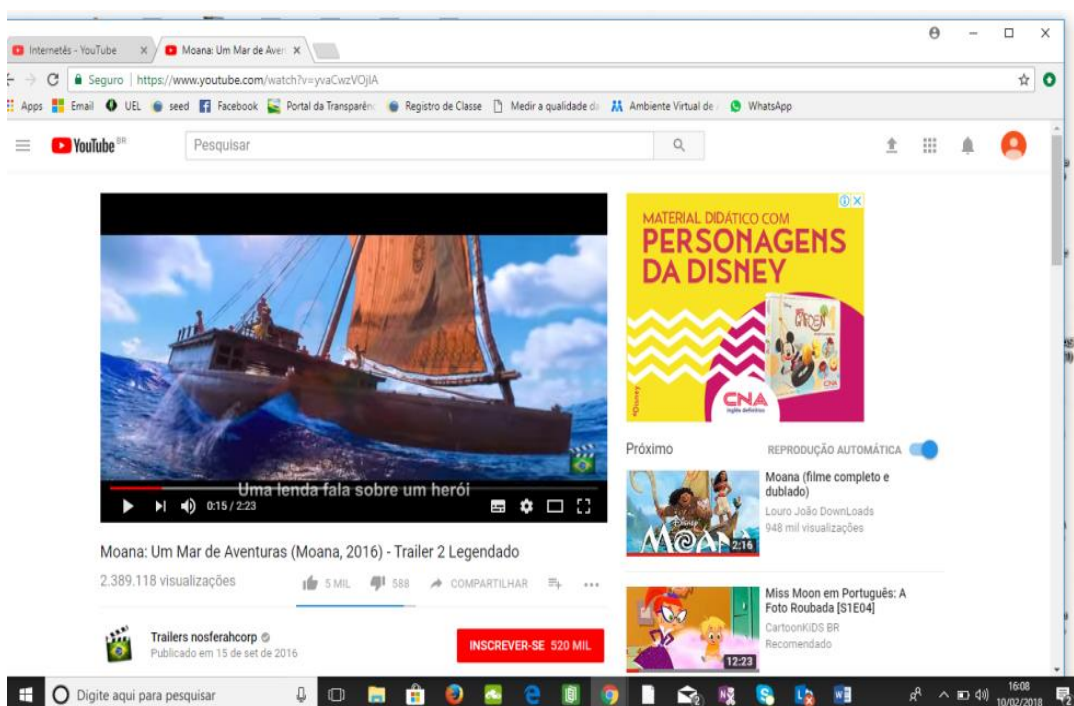 Internetês - YouTube
Moana: Um Mar de Aven
Seguro | https://www.youtube.com/watch?v=yvaCwzVOjIA
Apps Email UEL seed Facebook Portal da Transparênc Registro de Classe Medir a qualidade da Ambiente Virtual de WhatsApp
YouTube BR
Pesquisar
Uma lenda fala sobre um herói
0:15 / 2:23
Moana: Um Mar de Aventuras (Moana, 2016) - Trailer 2 Legendado
2.389.118 visualizações
5 MIL 588 COMPARTILHAR
Trailers nosferahcorp
Publicado em 15 de set de 2016
INSCREVER-SE 520 MIL
MATERIAL DIDÁTICO COM
PERSONAGENS
DA DISNEY
CNA
inglês definitivo
Próximo
REPRODUÇÃO AUTOMÁTICA
Disney
MOANA
2:16
Moana (filme completo e
dublado)
Louro João DownLoads
948 mil visualizações
12:23
Miss Moon em Português: A
Foto Roubada [S1E04]
CartoonKiDS BR
Recomendado
Digite aqui para pesquisar
16:08
10/02/2018